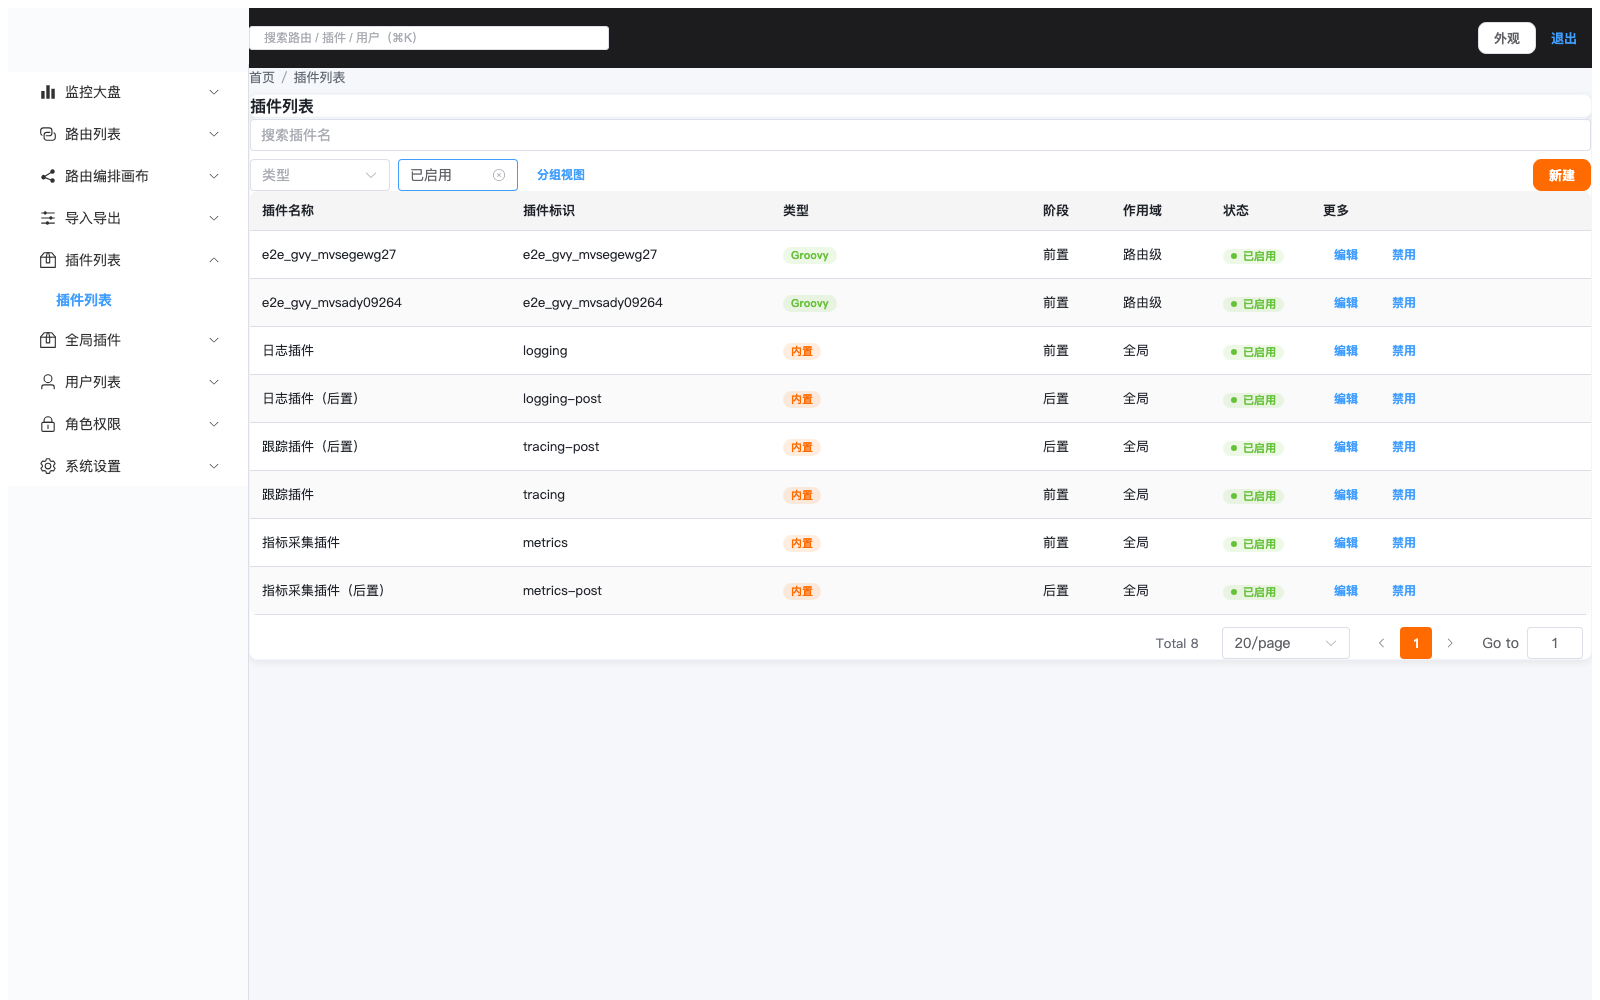 搜索路由 / 插件 / 用户（⌘K）
外观
退出
监控大盘
路由列表
路由编排画布
导入导出
插件列表
插件列表
全局插件
用户列表
角色权限
系统设置
首页 / 插件列表
插件列表
搜索插件名
类型
已启用
分组视图
新建
插件名称 插件标识 类型 阶段 作用域 状态 更多
e2e_gvy_mvsegewg27 e2e_gvy_mvsegewg27 Groovy 前置 路由级 已启用 编辑 禁用
e2e_gvy_mvsady09264 e2e_gvy_mvsady09264 Groovy 前置 路由级 已启用 编辑 禁用
日志插件 logging 内置 前置 全局 已启用 编辑 禁用
日志插件（后置） logging-post 内置 后置 全局 已启用 编辑 禁用
跟踪插件（后置） tracing-post 内置 后置 全局 已启用 编辑 禁用
跟踪插件 tracing 内置 前置 全局 已启用 编辑 禁用
指标采集插件 metrics 内置 前置 全局 已启用 编辑 禁用
指标采集插件（后置） metrics-post 内置 后置 全局 已启用 编辑 禁用
Total 8 20/page 1 Go to 1